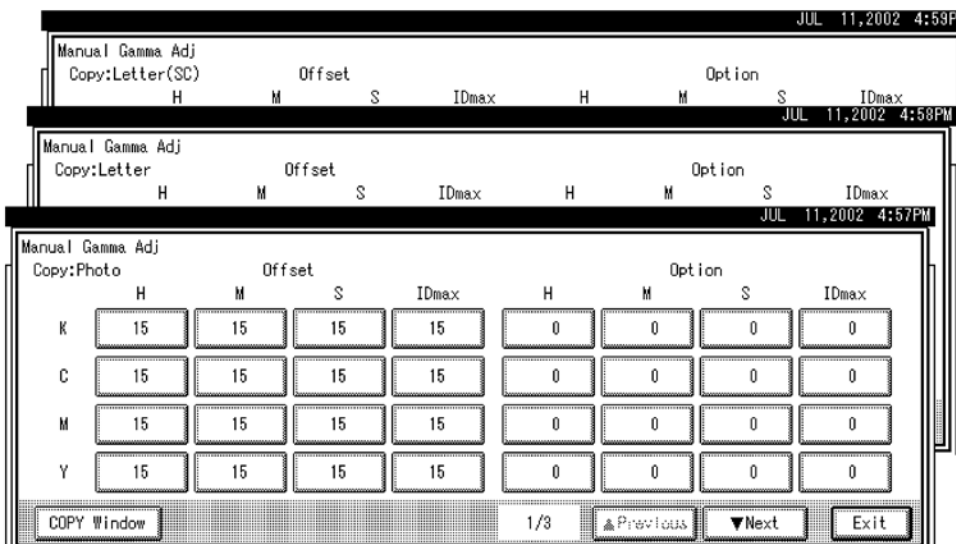 JUL 11,2002 4:59P
Manual Gamma Adj
Copy:Letter(SC) Offset Option
H M S IDmax H M S IDmax
JUL 11,2002 4:58PM
Manual Gamma Adj
Copy:Letter Offset Option
H M S IDmax H M S IDmax
JUL 11,2002 4:57PM
Manual Gamma Adj
Copy:Photo Offset Option
H M S IDmax H M S IDmax
K 15 15 15 15 0 0 0 0
C 15 15 15 15 0 0 0 0
M 15 15 15 15 0 0 0 0
Y 15 15 15 15 0 0 0 0
COPY Window 1/3 ▲Previous ▼Next Exit